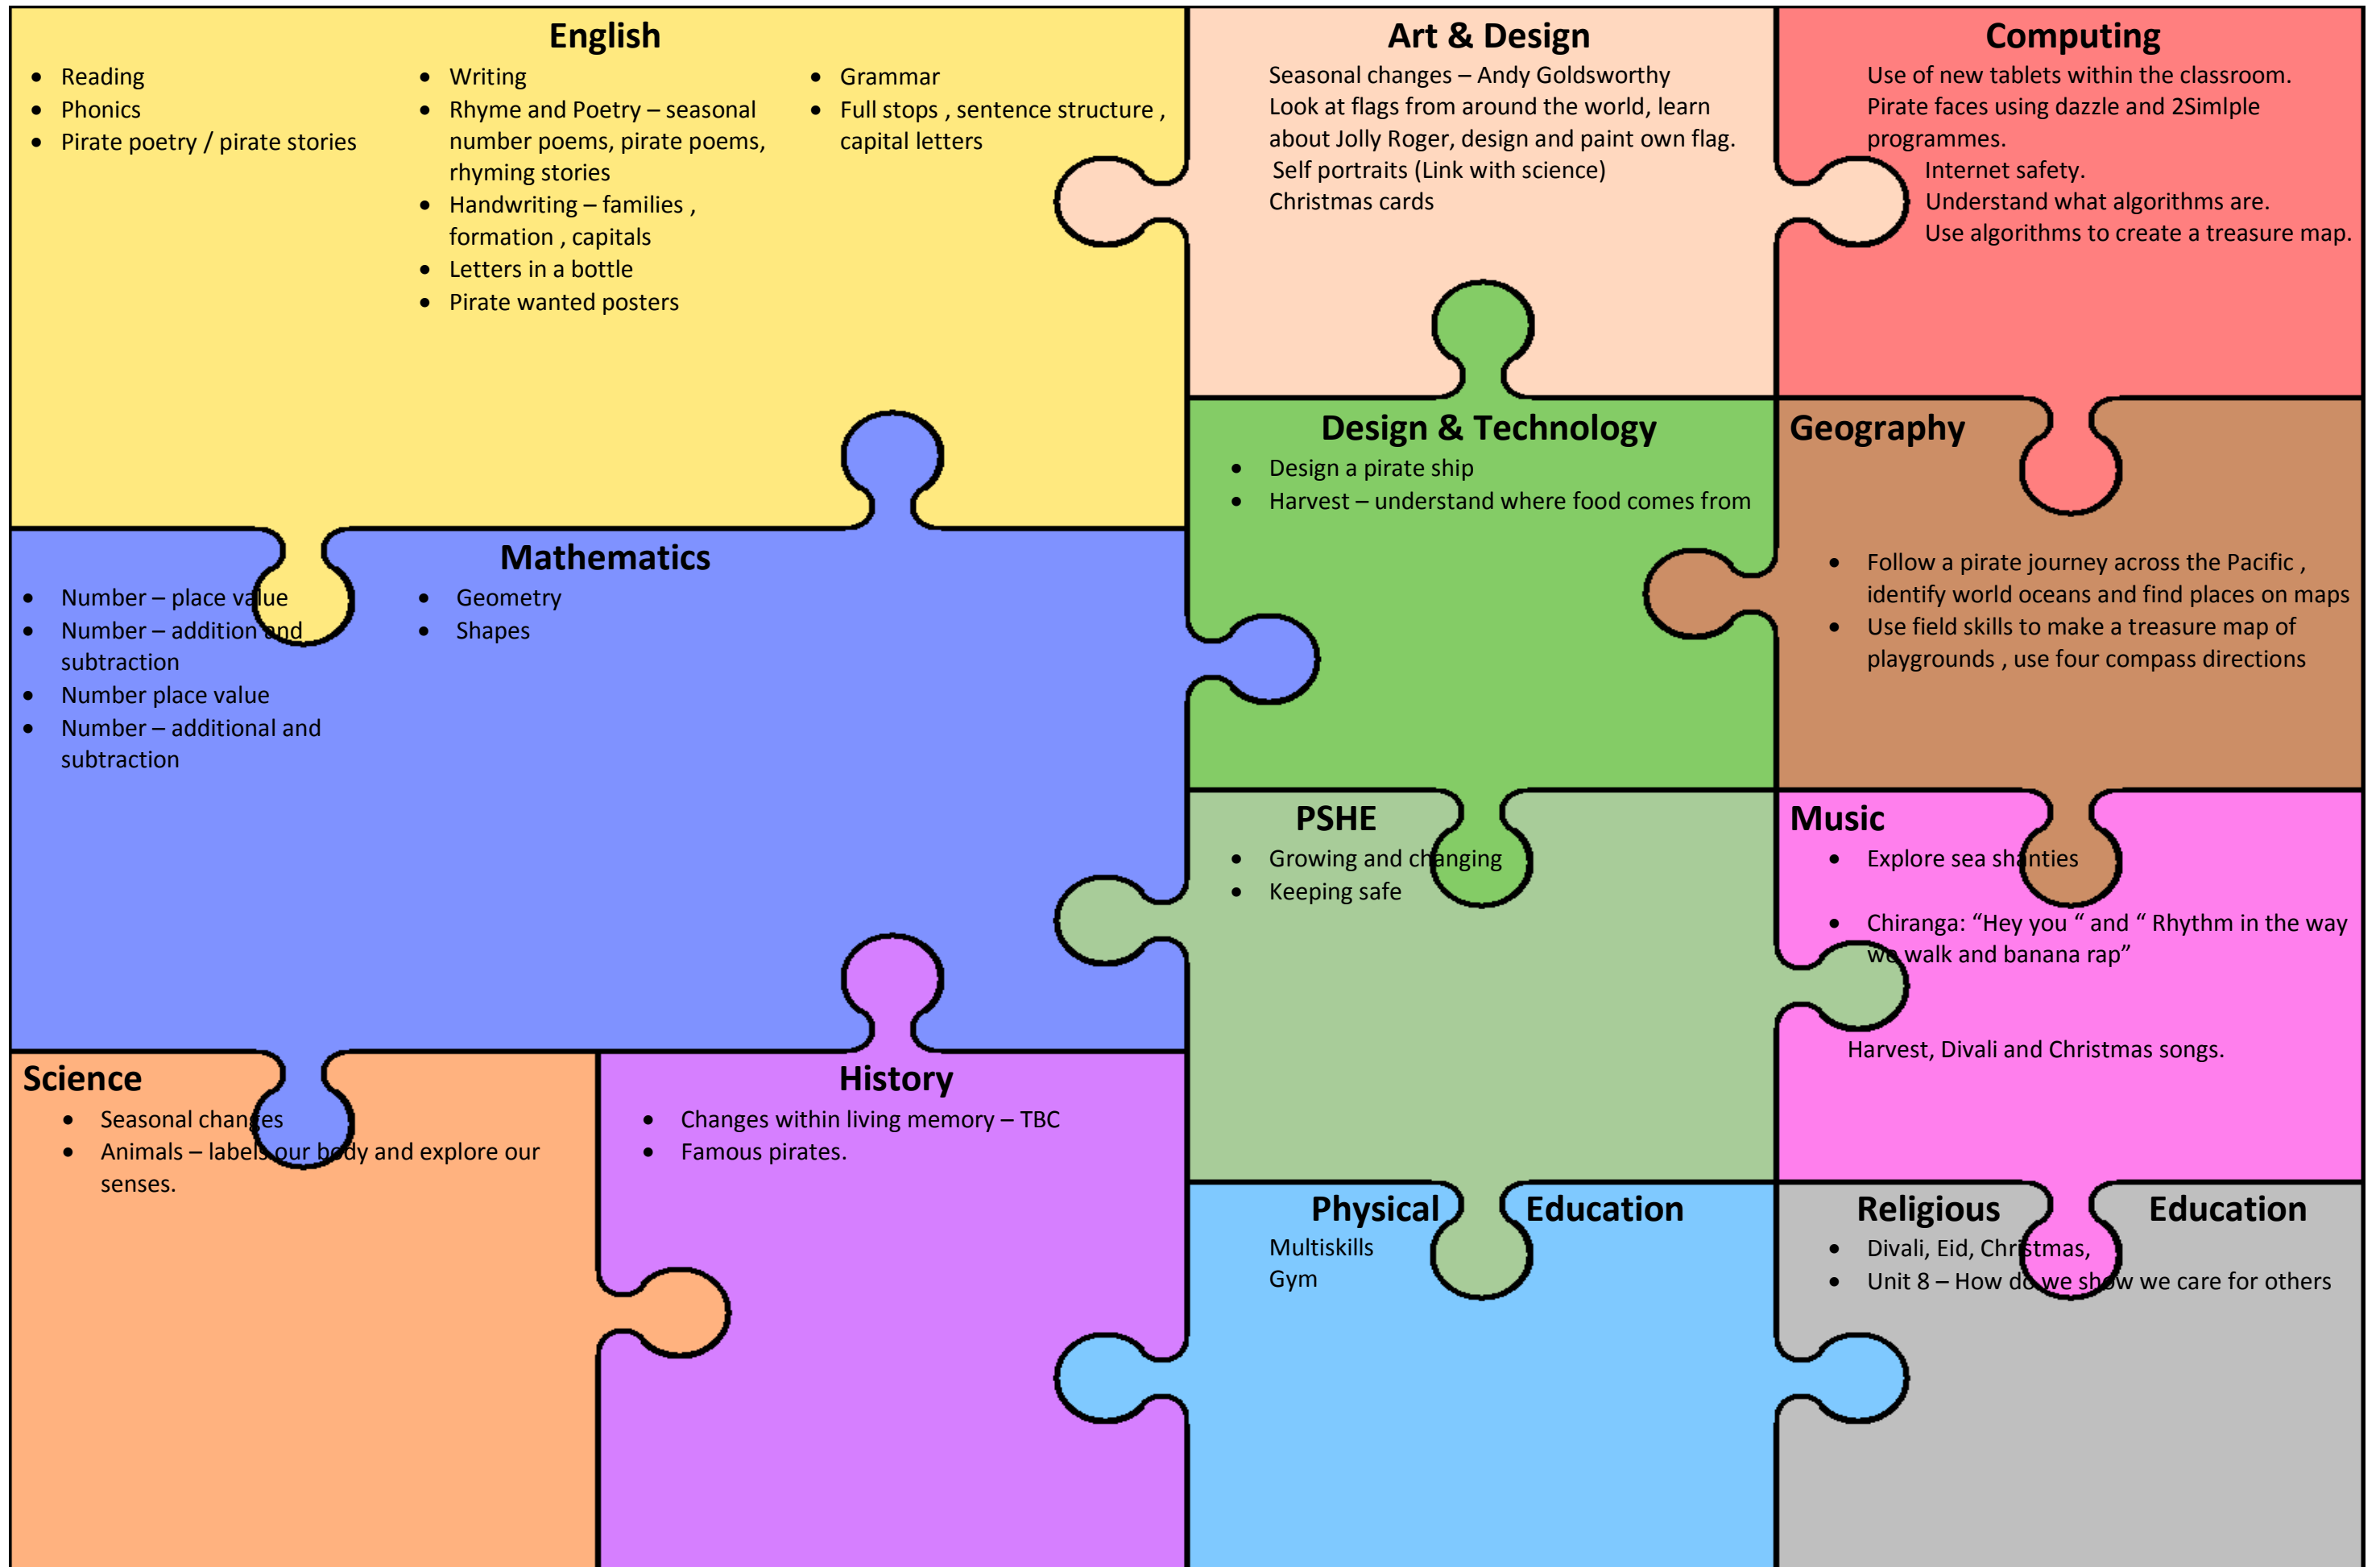 English
• Reading
• Phonics
• Pirate poetry / pirate stories
• Writing
• Rhyme and Poetry – seasonal
number poems, pirate poems,
rhyming stories
• Handwriting – families ,
formation , capitals
• Letters in a bottle
• Pirate wanted posters
• Grammar
• Full stops , sentence structure ,
capital letters
Art & Design
Seasonal changes – Andy Goldsworthy
Look at flags from around the world, learn
about Jolly Roger, design and paint own flag.
Self portraits (Link with science)
Christmas cards
Computing
Use of new tablets within the classroom.
Pirate faces using dazzle and 2Simlple
programmes.
Internet safety.
Understand what algorithms are.
Use algorithms to create a treasure map.
Design & Technology
• Design a pirate ship
• Harvest – understand where food comes from
Geography
• Follow a pirate journey across the Pacific ,
identify world oceans and find places on maps
• Use field skills to make a treasure map of
playgrounds , use four compass directions
Mathematics
• Number – place value
• Number – addition and
subtraction
• Number place value
• Number – additional and
subtraction
• Geometry
• Shapes
PSHE
• Growing and changing
• Keeping safe
Music
• Explore sea shanties
• Chiranga: “Hey you “ and “ Rhythm in the way
we walk and banana rap”
Harvest, Divali and Christmas songs.
Science
• Seasonal changes
• Animals – labels our body and explore our
senses.
History
• Changes within living memory – TBC
• Famous pirates.
Physical Education
Multiskills
Gym
Religious Education
• Divali, Eid, Christmas,
• Unit 8 – How do we show we care for others